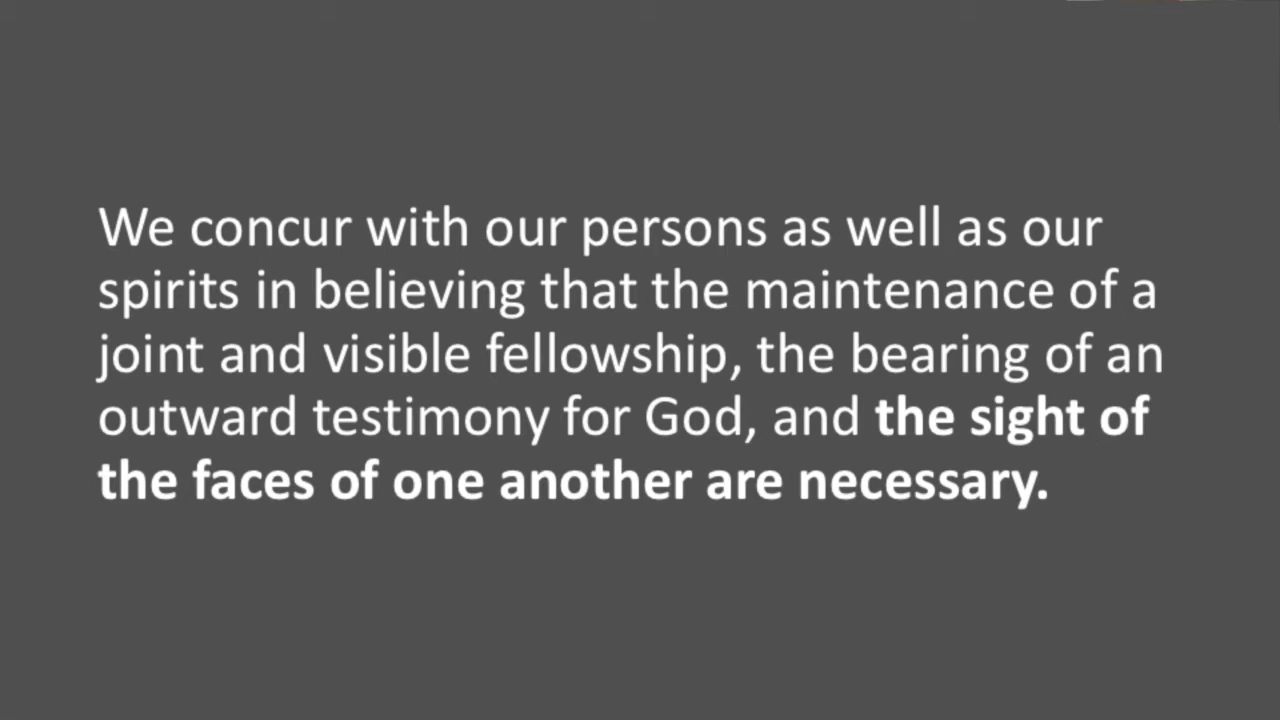 We concur with our persons as well as our
spirits in believing that the maintenance of a
joint and visible fellowship, the bearing of an
outward testimony for God, and the sight of
the faces of one another are necessary.